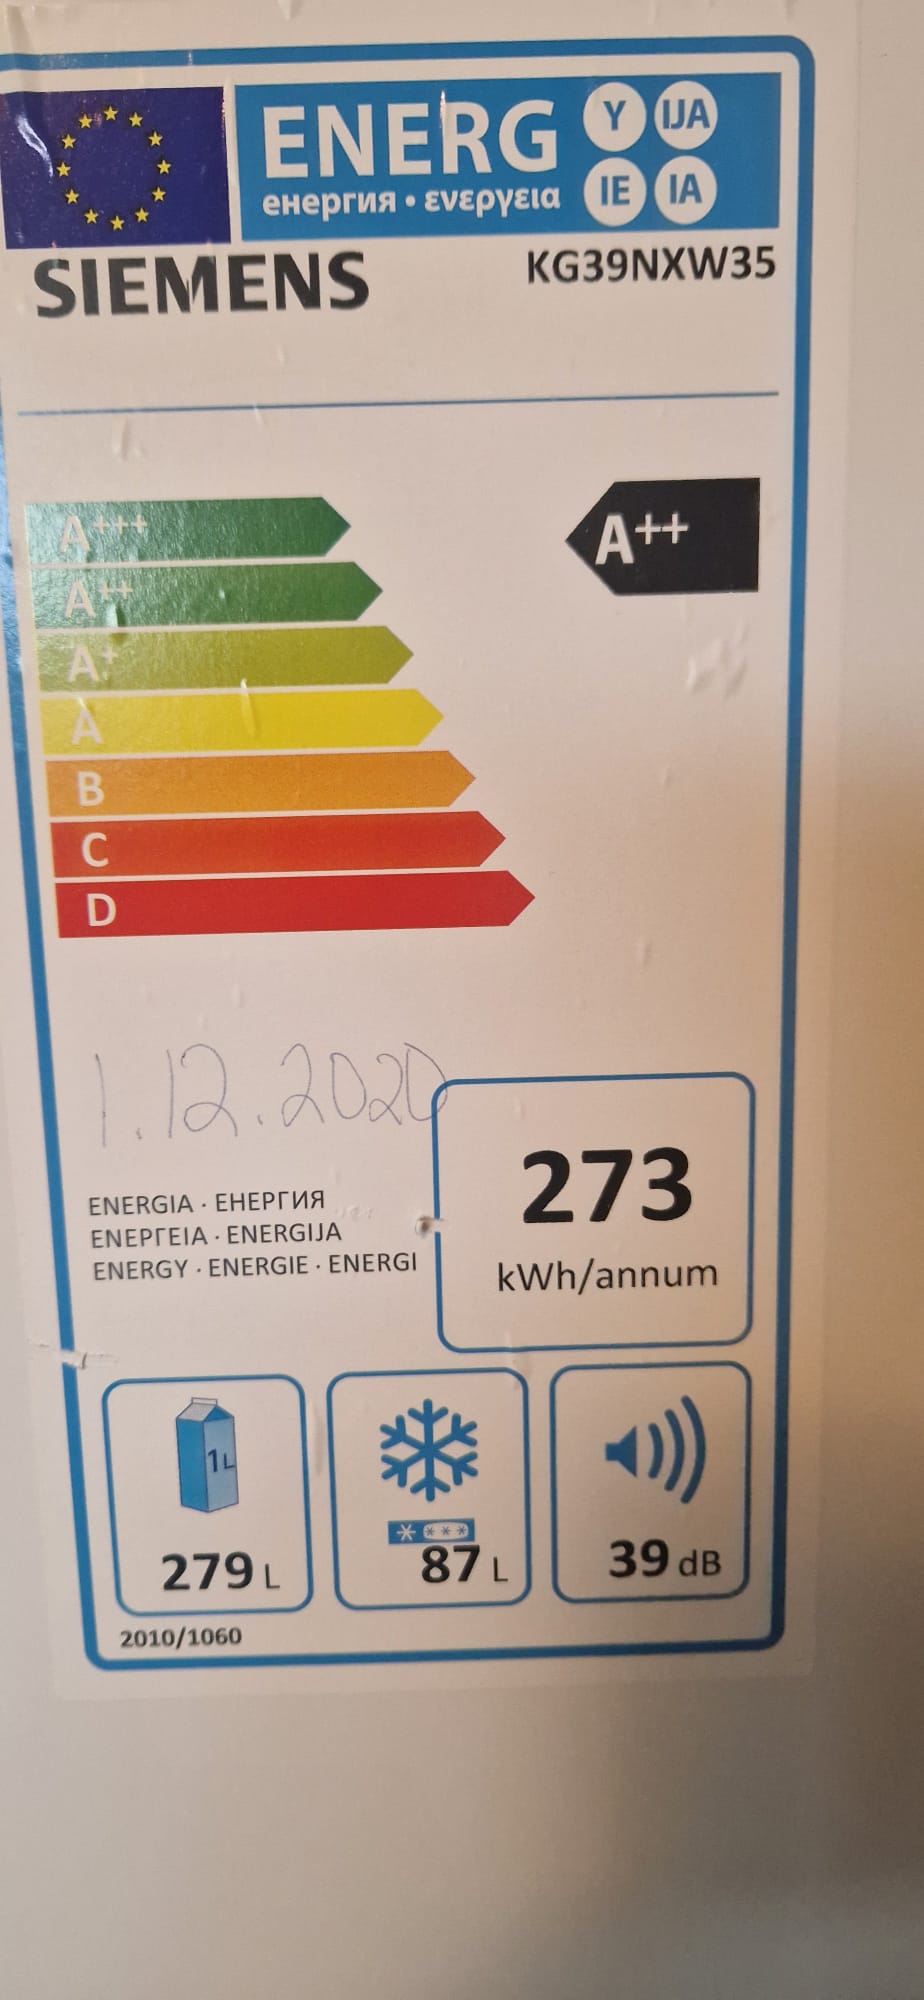 ENERG Y IJA
енергия · ενεργεια IE IA
SIEMENS KG39NXW35
A+++
A++
A++
A+
A
B
C
D
1.12.2020
ENERGIA · ЕНЕРГИЯ
ΕΝΕΡΓΕΙΑ · ENERGIJA
ENERGY · ENERGIE · ENERGI
273
kWh/annum
1L
279 L
87 L
39 dB
2010/1060